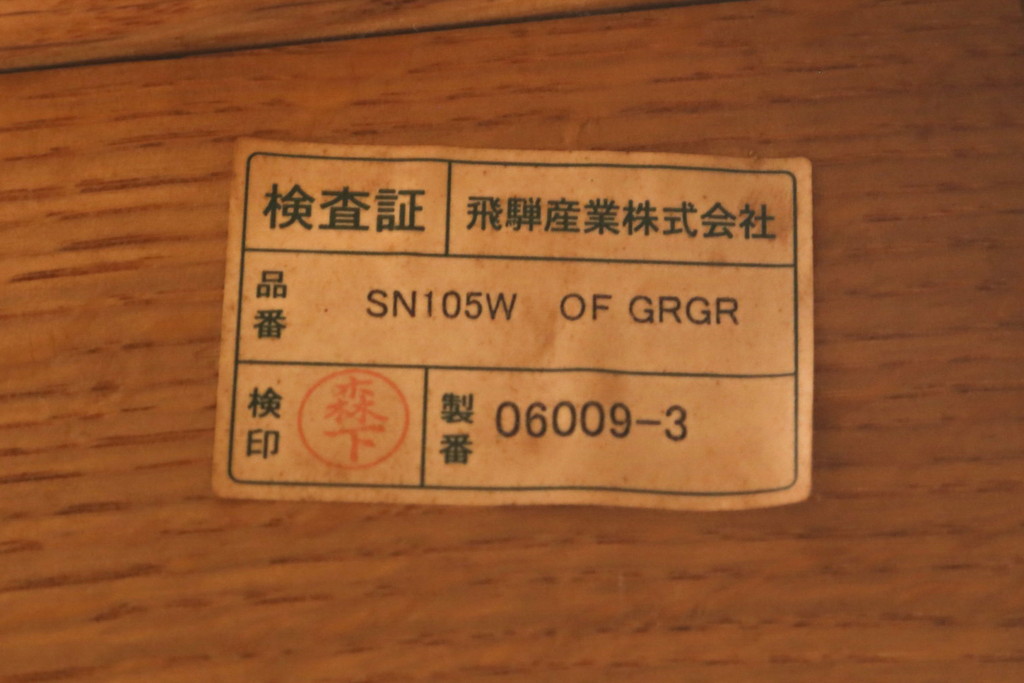 検査証 飛騨産業株式会社
品番 SN105W OF GRGR
検印 森下 製番 06009-3